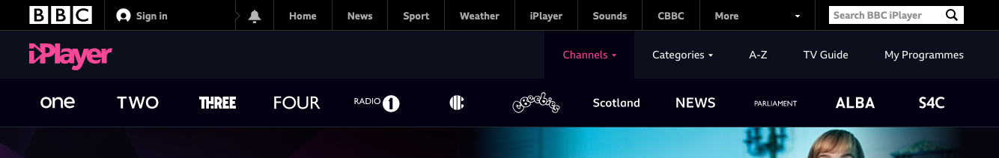 BBC Sign in Home News Sport Weather iPlayer Sounds CBBC More Search BBC iPlayer
iPlayer Channels Categories A-Z TV Guide My Programmes
one TWO THREE FOUR RADIO 1 C CBeebies Scotland NEWS PARLIAMENT ALBA S4C